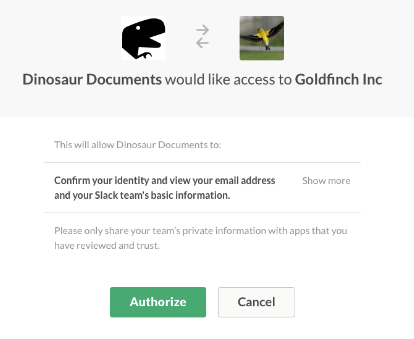 Dinosaur Documents would like access to Goldfinch Inc
This will allow Dinosaur Documents to:
Confirm your identity and view your email address
Show more
and your Slack team's basic information.
Please only share your team's private information with apps that you
have reviewed and trust.
Authorize
Cancel